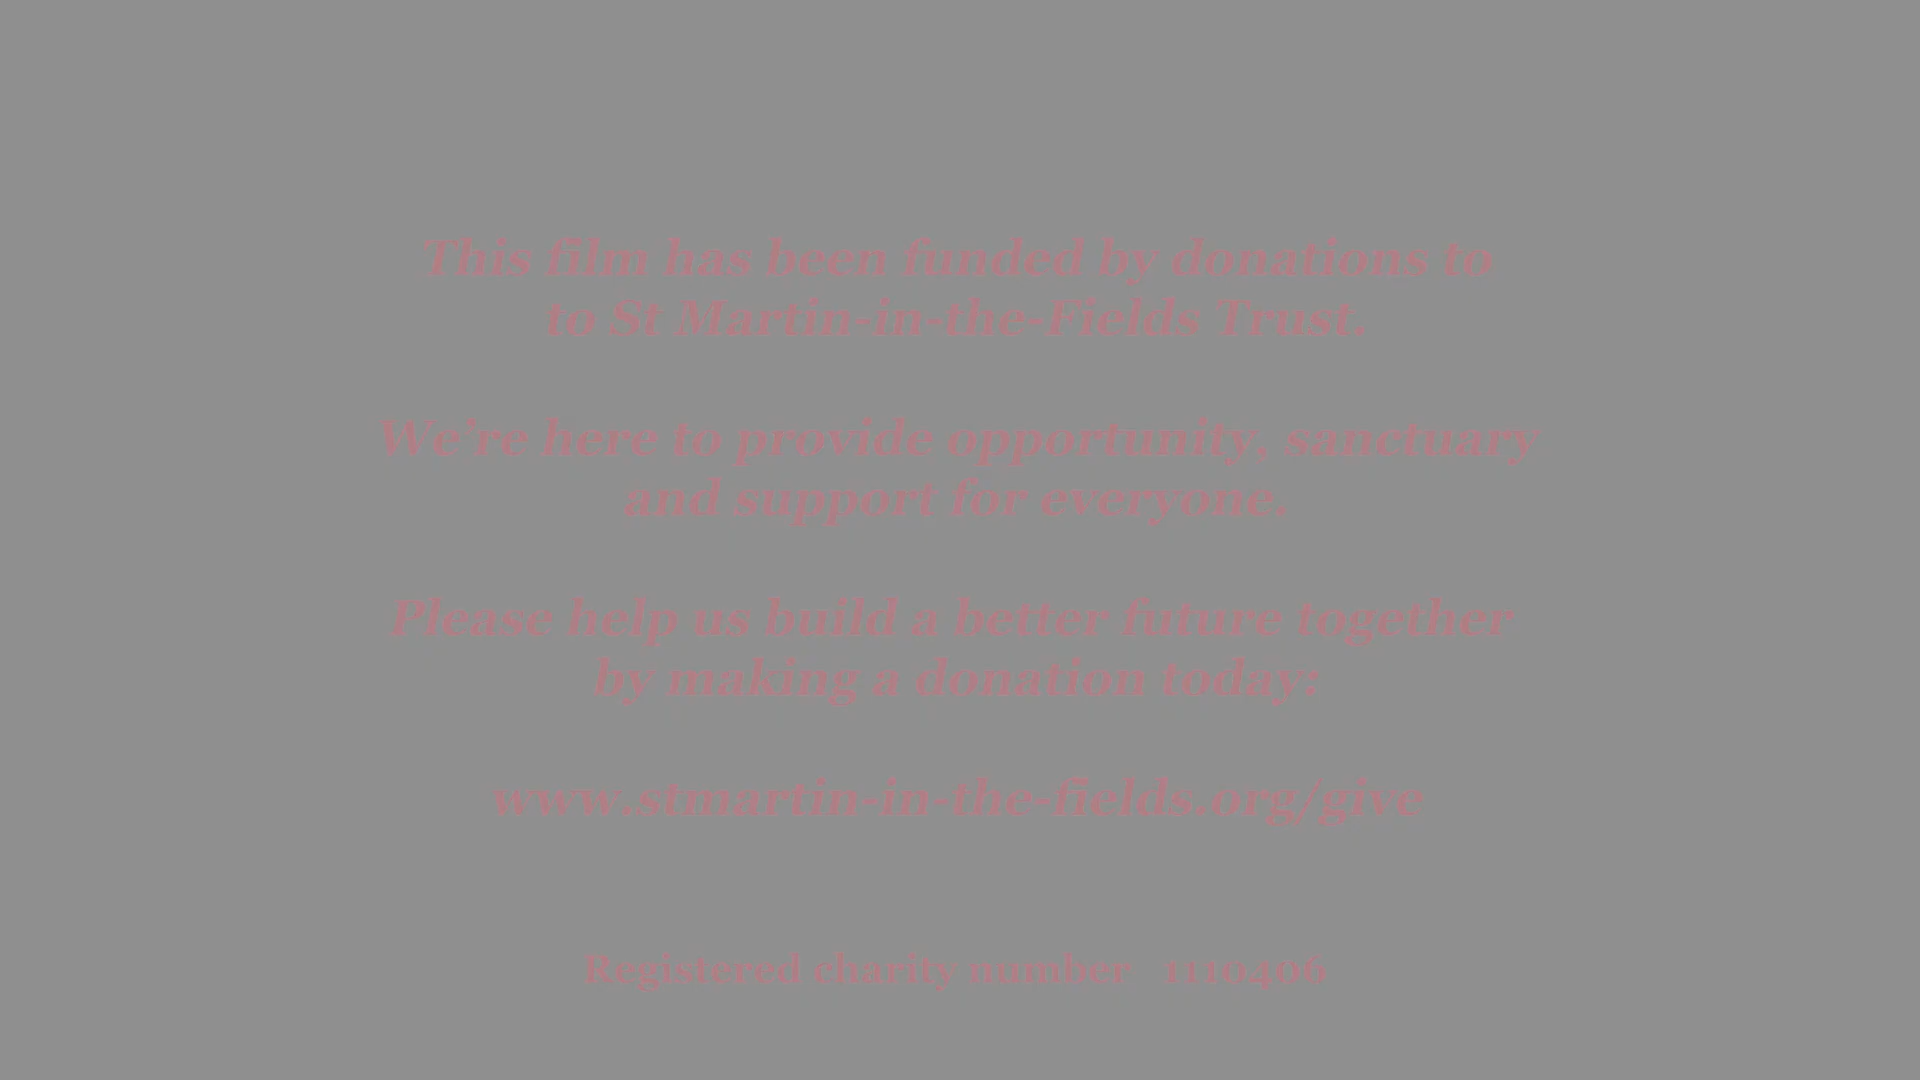 This film has been funded by donations to
to St Martin-in-the-Fields Trust.
We're here to provide opportunity, sanctuary
and support for everyone.
Please help us build a better future together
by making a donation today:
www.stmartin-in-the-fields.org/give
Registered charity number 1110406